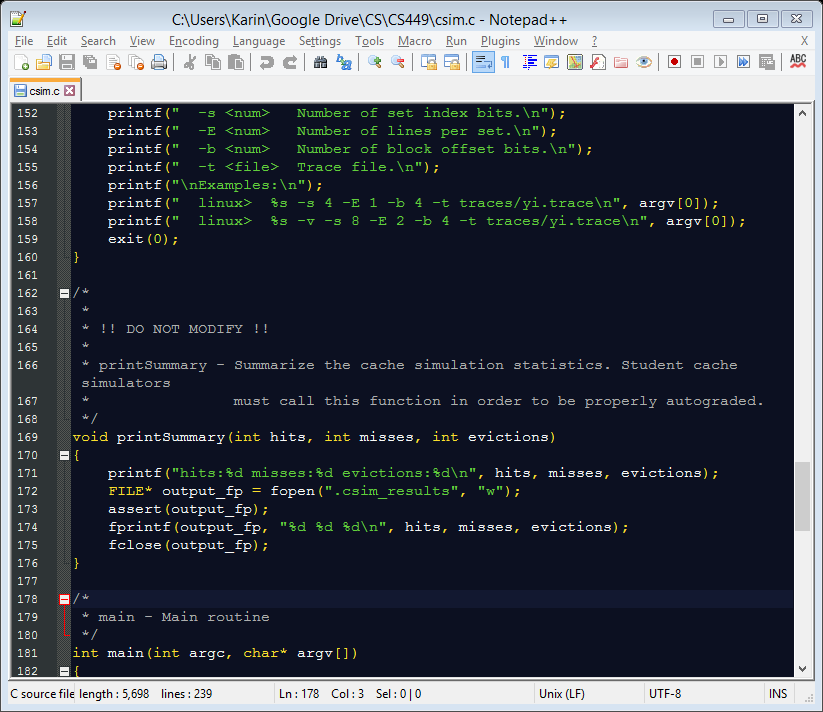 C:\Users\Karin\Google Drive\CS\CS449\csim.c - Notepad++
File Edit Search View Encoding Language Settings Tools Macro Run Plugins Window ? X
ABC
csim.c
152     printf("  -s <num>   Number of set index bits.\n");
153     printf("  -E <num>   Number of lines per set.\n");
154     printf("  -b <num>   Number of block offset bits.\n");
155     printf("  -t <file>  Trace file.\n");
156     printf("\nExamples:\n");
157     printf("  linux>  %s -s 4 -E 1 -b 4 -t traces/yi.trace\n", argv[0]);
158     printf("  linux>  %s -v -s 8 -E 2 -b 4 -t traces/yi.trace\n", argv[0]);
159     exit(0);
160 }
161
162 /*
163  *
164  * !! DO NOT MODIFY !!
165  *
166  * printSummary - Summarize the cache simulation statistics. Student cache
simulators
167  *                must call this function in order to be properly autograded.
168  */
169 void printSummary(int hits, int misses, int evictions)
170 {
171     printf("hits:%d misses:%d evictions:%d\n", hits, misses, evictions);
172     FILE* output_fp = fopen(".csim_results", "w");
173     assert(output_fp);
174     fprintf(output_fp, "%d %d %d\n", hits, misses, evictions);
175     fclose(output_fp);
176 }
177
178 /*
179  * main - Main routine
180  */
181 int main(int argc, char* argv[])
182 {
C source file length : 5,698 lines : 239 Ln : 178 Col : 3 Sel : 0 | 0 Unix (LF) UTF-8 INS